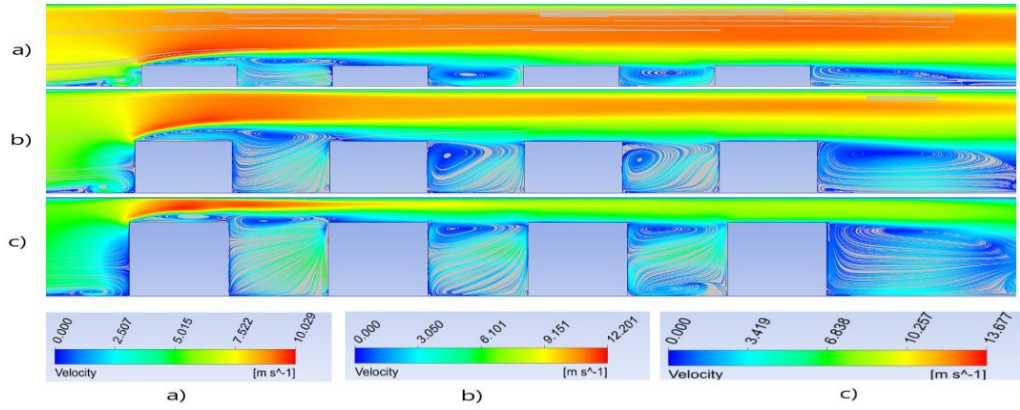 a)
b)
c)
0.000 2.507 5.015 7.522 10.029
Velocity [m s^-1]
0.000 3.050 6.101 9.151 12.201
Velocity [m s^-1]
0.000 3.419 6.838 10.257 13.677
Velocity [m s^-1]
a) b) c)